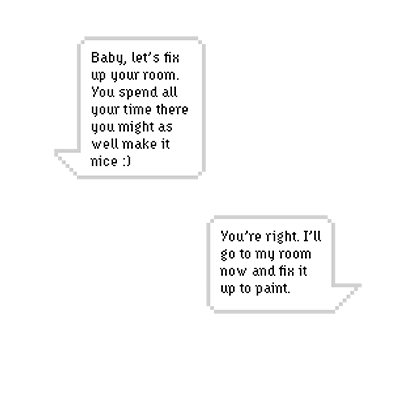 Baby, let's fix
up your room.
You spend all
your time there
you might as
well make it
nice :)
You're right. I'll
go to my room
now and fix it
up to paint.